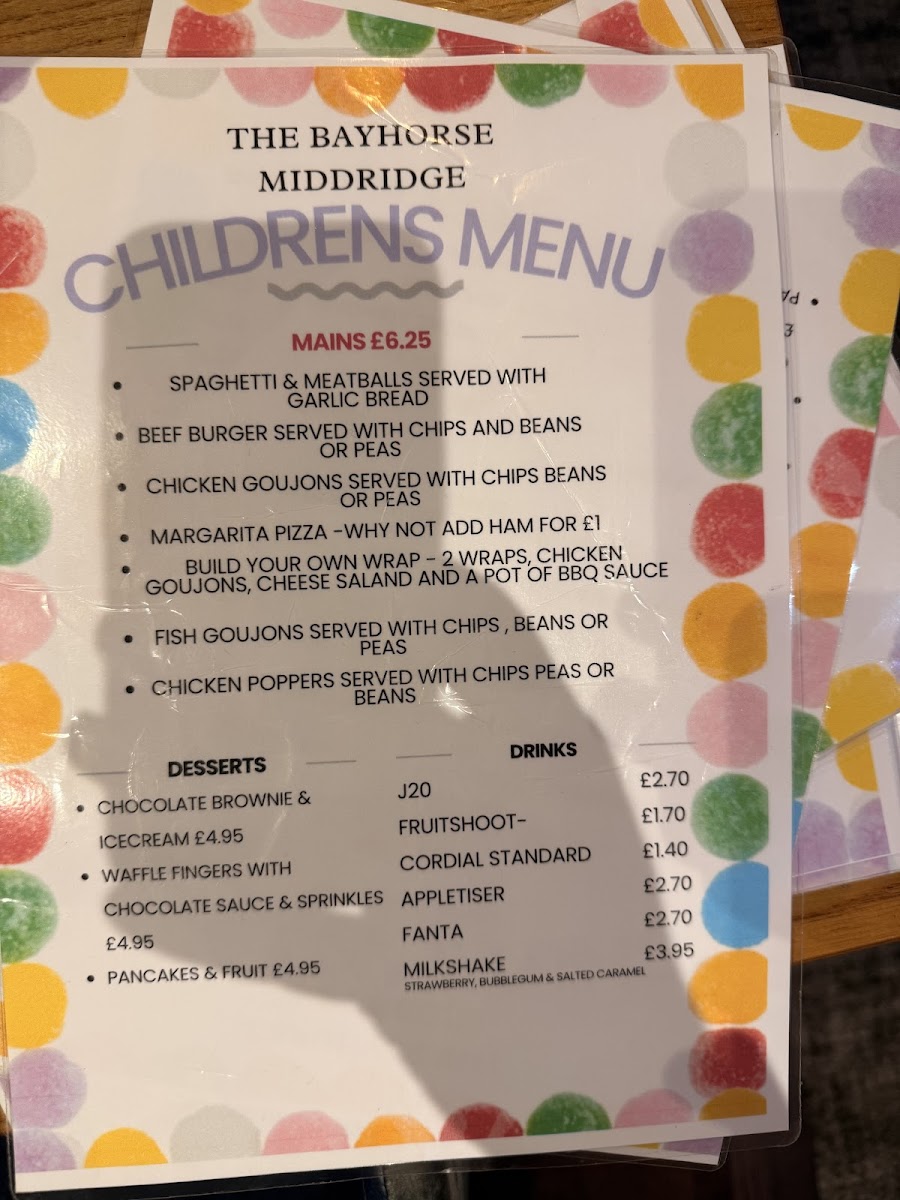 THE BAYHORSE
MIDDRIDGE
CHILDRENS MENU
MAINS £6.25
• SPAGHETTI & MEATBALLS SERVED WITH
GARLIC BREAD
• BEEF BURGER SERVED WITH CHIPS AND BEANS
OR PEAS
• CHICKEN GOUJONS SERVED WITH CHIPS BEANS
OR PEAS
• MARGARITA PIZZA -WHY NOT ADD HAM FOR £1
• BUILD YOUR OWN WRAP - 2 WRAPS, CHICKEN
GOUJONS, CHEESE SALAND AND A POT OF BBQ SAUCE
• FISH GOUJONS SERVED WITH CHIPS , BEANS OR
PEAS
• CHICKEN POPPERS SERVED WITH CHIPS PEAS OR
BEANS
DESSERTS
• CHOCOLATE BROWNIE &
ICECREAM £4.95
• WAFFLE FINGERS WITH
CHOCOLATE SAUCE & SPRINKLES
£4.95
• PANCAKES & FRUIT £4.95
DRINKS
J20 £2.70
FRUITSHOOT- £1.70
CORDIAL STANDARD £1.40
APPLETISER £2.70
FANTA £2.70
MILKSHAKE £3.95
STRAWBERRY, BUBBLEGUM & SALTED CARAMEL